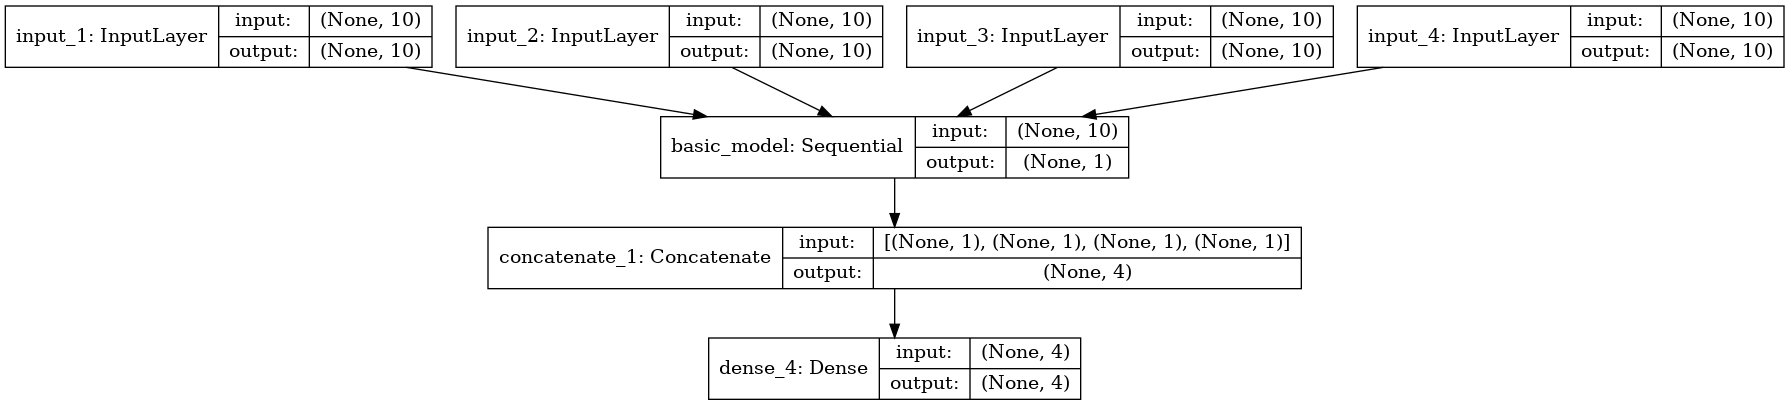 input_1: InputLayer input: (None, 10) output: (None, 10)
input_2: InputLayer input: (None, 10) output: (None, 10)
input_3: InputLayer input: (None, 10) output: (None, 10)
input_4: InputLayer input: (None, 10) output: (None, 10)
basic_model: Sequential input: (None, 10) output: (None, 1)
concatenate_1: Concatenate input: [(None, 1), (None, 1), (None, 1), (None, 1)] output: (None, 4)
dense_4: Dense input: (None, 4) output: (None, 4)